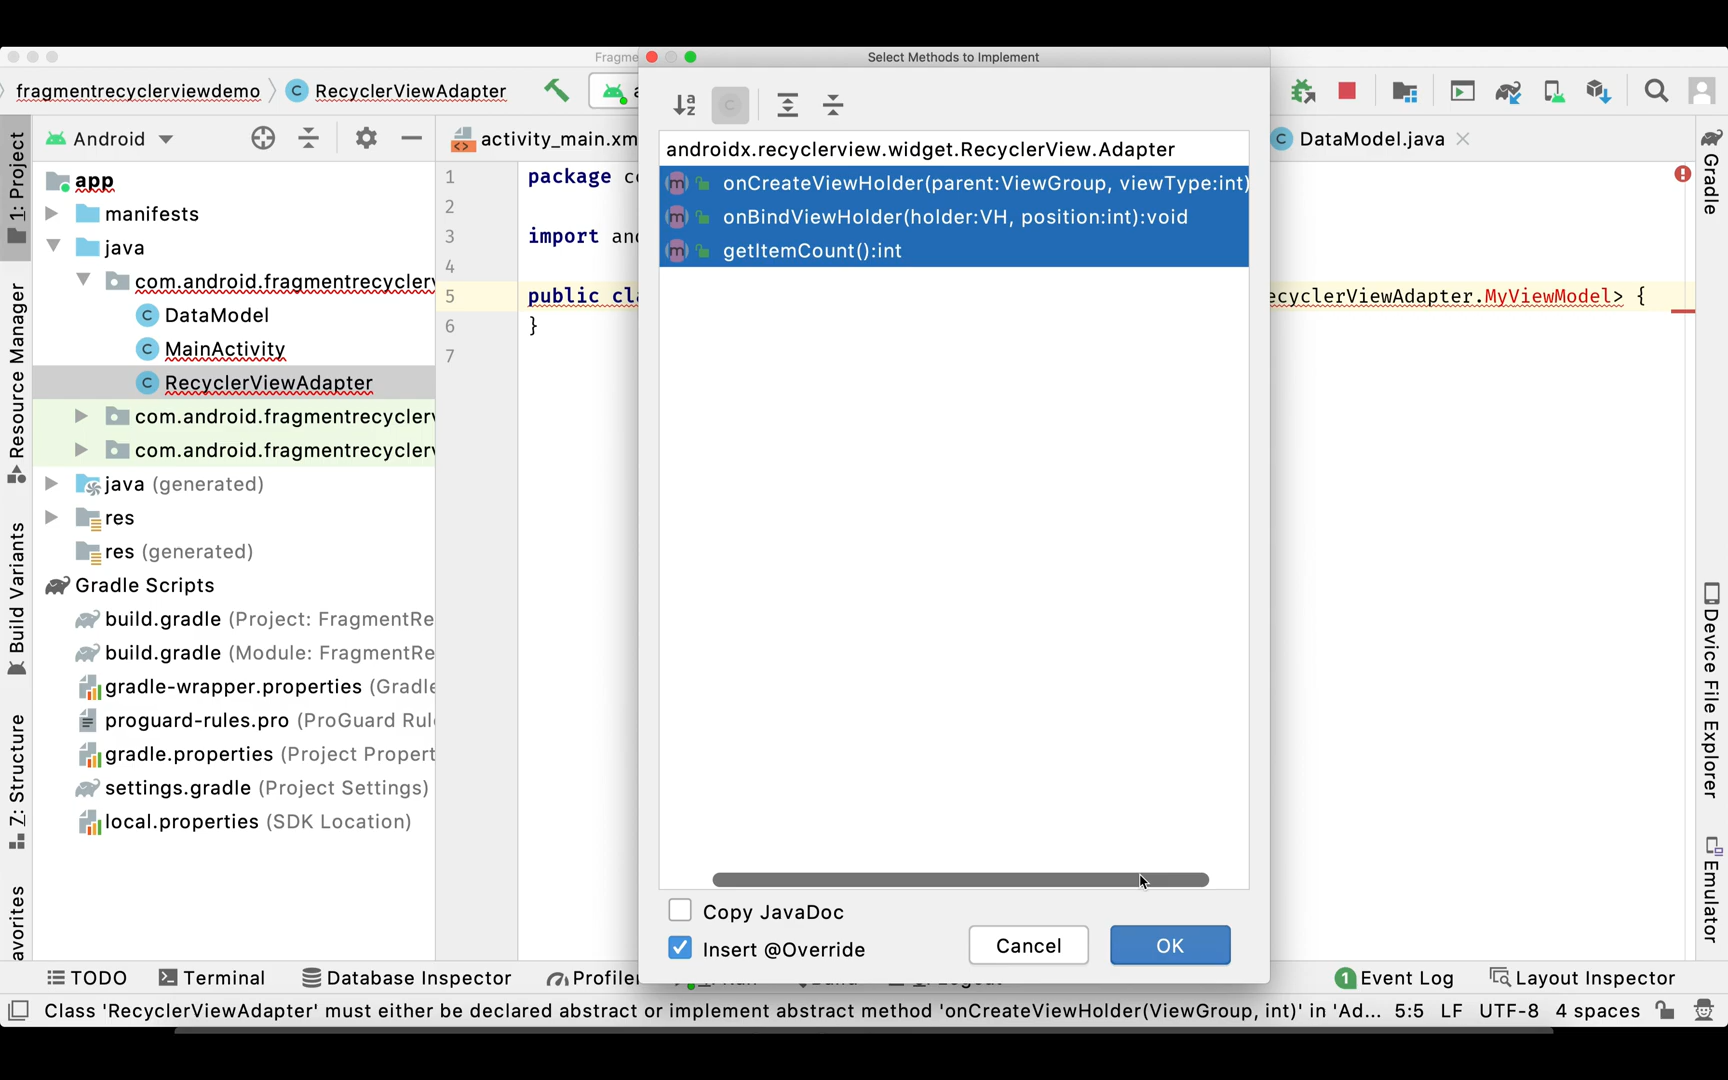 Fragme
Select Methods to Implement
fragmentrecyclerviewdemo
RecyclerViewAdapter
Android
activity_main.xm
DataModel.java
androidx.recyclerview.widget.RecyclerView.Adapter
onCreateViewHolder(parent:ViewGroup, viewType:int)
onBindViewHolder(holder:VH, position:int):void
getItemCount():int
Copy JavaDoc
Insert @Override
Cancel
OK
1: Project
Resource Manager
Build Variants
Z: Structure
avorites
app
manifests
java
com.android.fragmentrecyclerv
DataModel
MainActivity
RecyclerViewAdapter
com.android.fragmentrecyclerv
com.android.fragmentrecyclerv
java (generated)
res
res (generated)
Gradle Scripts
build.gradle (Project: FragmentRe
build.gradle (Module: FragmentRe
gradle-wrapper.properties (Gradle
proguard-rules.pro (ProGuard Rul
gradle.properties (Project Propert
settings.gradle (Project Settings)
local.properties (SDK Location)
1 package c
2
3 import and
4
5 public cla
ecyclerViewAdapter.MyViewModel> {
6 }
7
Gradle
Device File Explorer
Emulator
TODO
Terminal
Database Inspector
Profiler
1 Event Log
Layout Inspector
Class 'RecyclerViewAdapter' must either be declared abstract or implement abstract method 'onCreateViewHolder(ViewGroup, int)' in 'Ad... 5:5 LF UTF-8 4 spaces